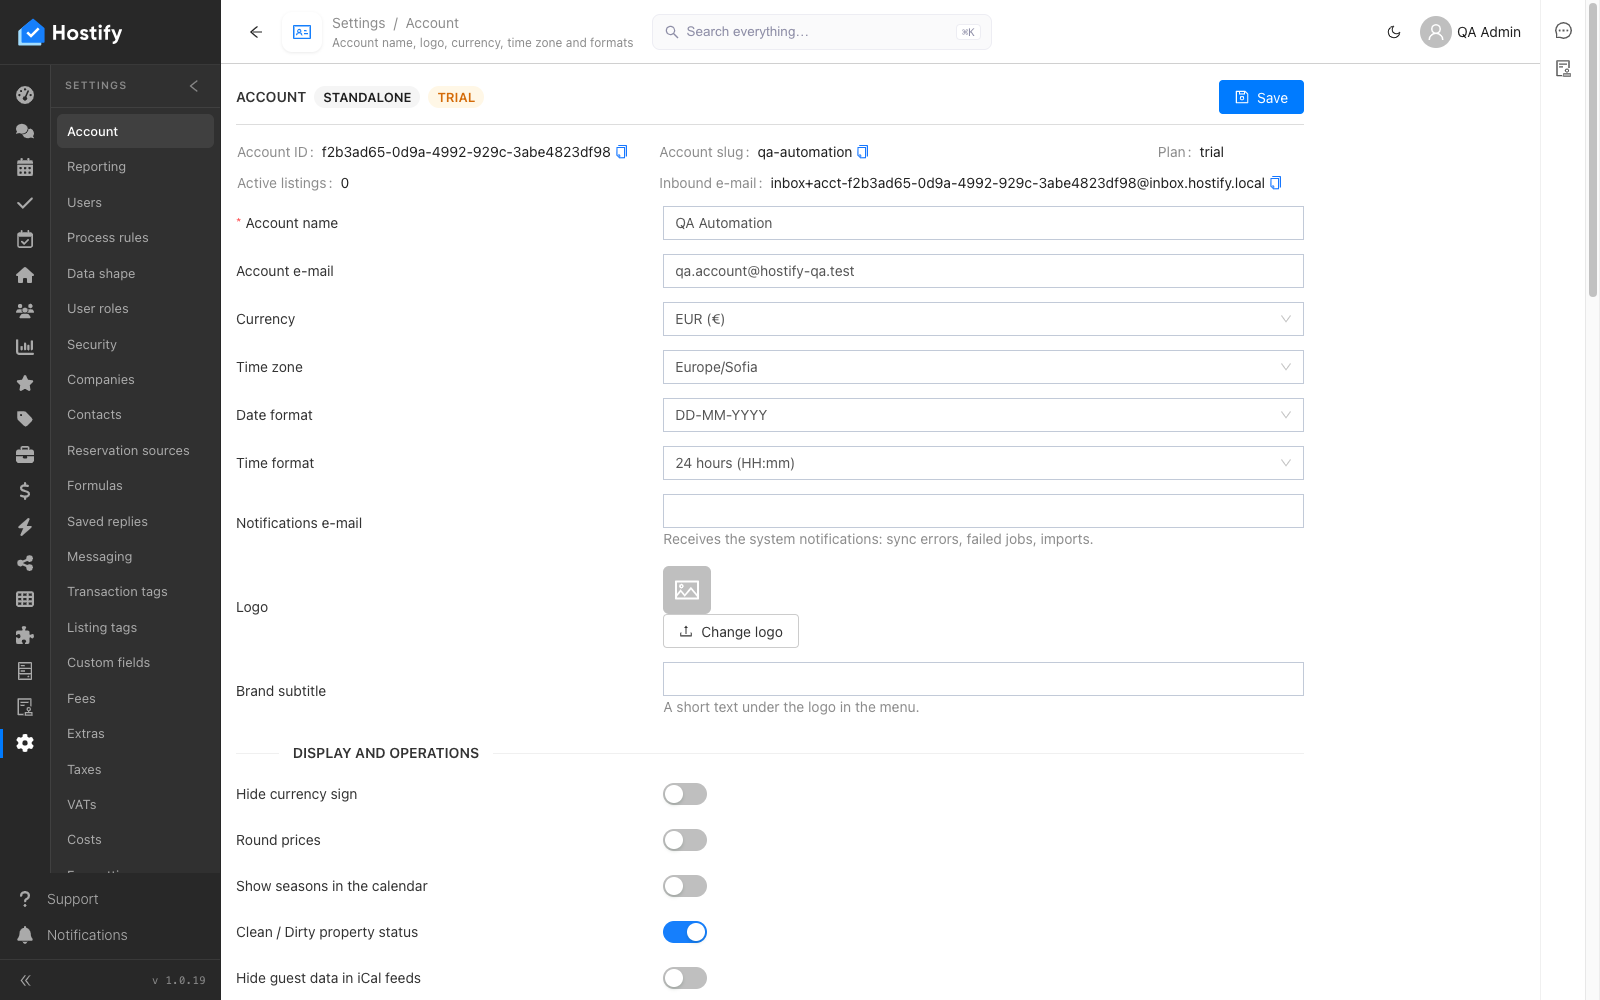 Hostify
Settings / Account
Account name, logo, currency, time zone and formats
Search everything...
⌘K
QA Admin
SETTINGS
Account
Reporting
Users
Process rules
Data shape
User roles
Security
Companies
Contacts
Reservation sources
Formulas
Saved replies
Messaging
Transaction tags
Listing tags
Custom fields
Fees
Extras
Taxes
VATs
Costs
Support
Notifications
v 1.0.19
ACCOUNT STANDALONE TRIAL
Save
Account ID: f2b3ad65-0d9a-4992-929c-3abe4823df98
Account slug: qa-automation
Plan: trial
Active listings: 0
Inbound e-mail: inbox+acct-f2b3ad65-0d9a-4992-929c-3abe4823df98@inbox.hostify.local
* Account name
QA Automation
Account e-mail
qa.account@hostify-qa.test
Currency
EUR (€)
Time zone
Europe/Sofia
Date format
DD-MM-YYYY
Time format
24 hours (HH:mm)
Notifications e-mail
Receives the system notifications: sync errors, failed jobs, imports.
Logo
Change logo
Brand subtitle
A short text under the logo in the menu.
DISPLAY AND OPERATIONS
Hide currency sign
Round prices
Show seasons in the calendar
Clean / Dirty property status
Hide guest data in iCal feeds